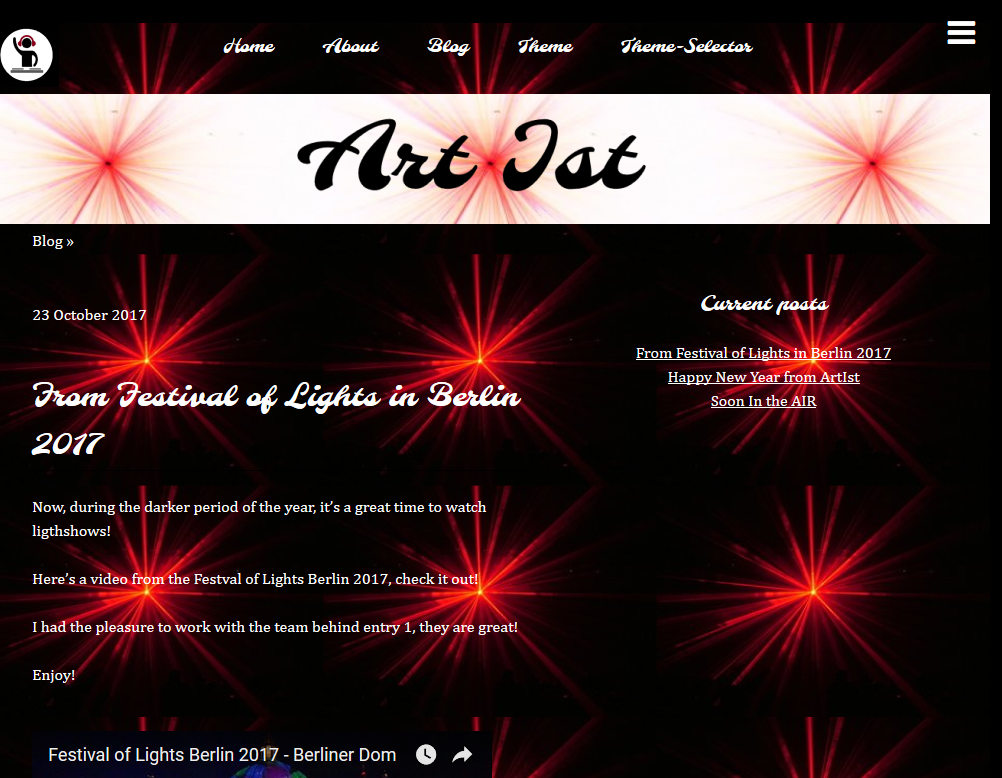 Home About Blog Theme Theme-Selector
Art Ist
Blog »
23 October 2017
From Festival of Lights in Berlin
2017
Now, during the darker period of the year, it's a great time to watch
ligthshows!
Here's a video from the Festval of Lights Berlin 2017, check it out!
I had the pleasure to work with the team behind entry 1, they are great!
Enjoy!
Festival of Lights Berlin 2017 - Berliner Dom
Current posts
From Festival of Lights in Berlin 2017
Happy New Year from ArtIst
Soon In the AIR